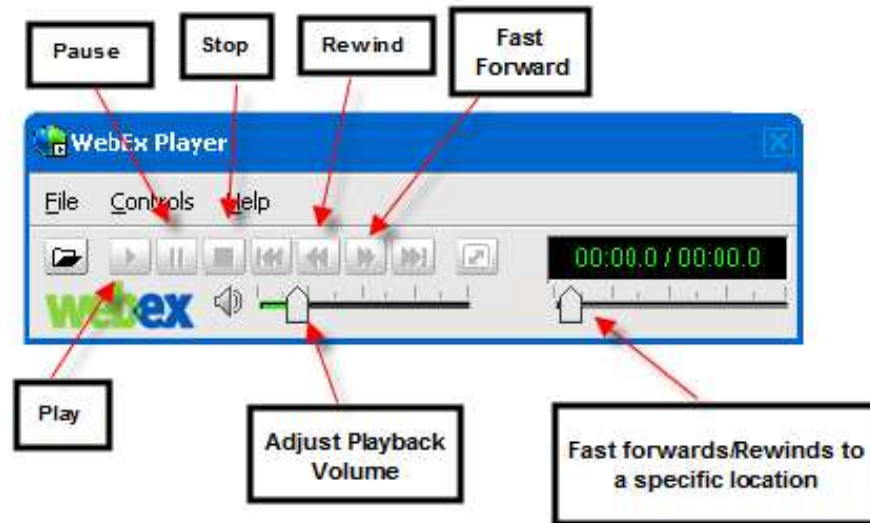 Pause
Stop
Rewind
Fast
Forward
WebEx Player
File Controls Help
00:00.0 / 00:00.0
webex
Play
Adjust Playback
Volume
Fast forwards/Rewinds to
a specific location